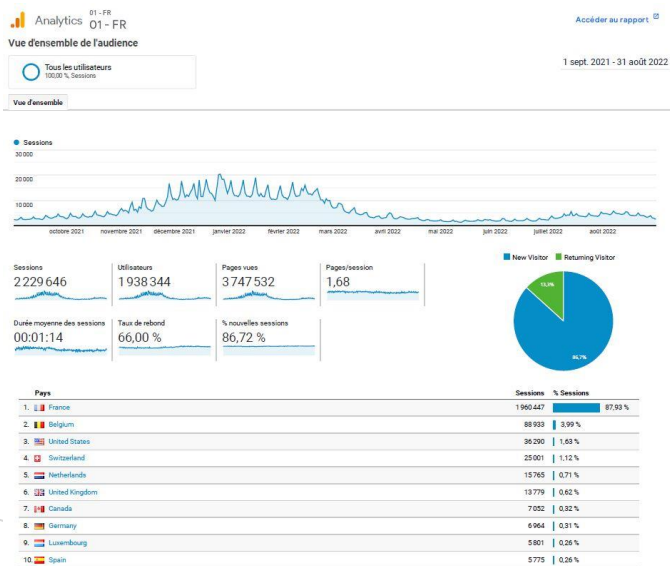 Analytics
01 - FR
01 - FR
Accéder au rapport
Vue d'ensemble de l'audience
Tous les utilisateurs
100,00 %, Sessions
1 sept. 2021 - 31 août 2022
Vue d'ensemble
Sessions
30 000
20 000
10 000
octobre 2021 novembre 2021 décembre 2021 janvier 2022 février 2022 mars 2022 avril 2022 mai 2022 juin 2022 juillet 2022 août 2022
New Visitor Returning Visitor
Sessions Utilisateurs Pages vues Pages/session
2 229 646 1 938 344 3 747 532 1,68
13,3%
86,7%
Durée moyenne des sessions Taux de rebond % nouvelles sessions
00:01:14 66,00 % 86,72 %
Pays Sessions % Sessions
1. France 1 960 447 87,93 %
2. Belgium 88 933 3,99 %
3. United States 36 290 1,63 %
4. Switzerland 25 001 1,12 %
5. Netherlands 15 765 0,71 %
6. United Kingdom 13 779 0,62 %
7. Canada 7 052 0,32 %
8. Germany 6 964 0,31 %
9. Luxembourg 5 801 0,26 %
10. Spain 5 775 0,26 %